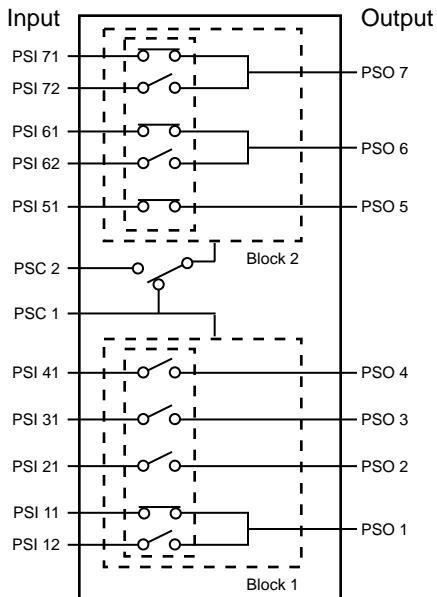 Input Output
PSI 71
PSI 72
PSO 7
PSI 61
PSI 62
PSO 6
PSI 51
PSO 5
Block 2
PSC 2
PSC 1
PSI 41
PSO 4
PSI 31
PSO 3
PSI 21
PSO 2
PSI 11
PSI 12
PSO 1
Block 1